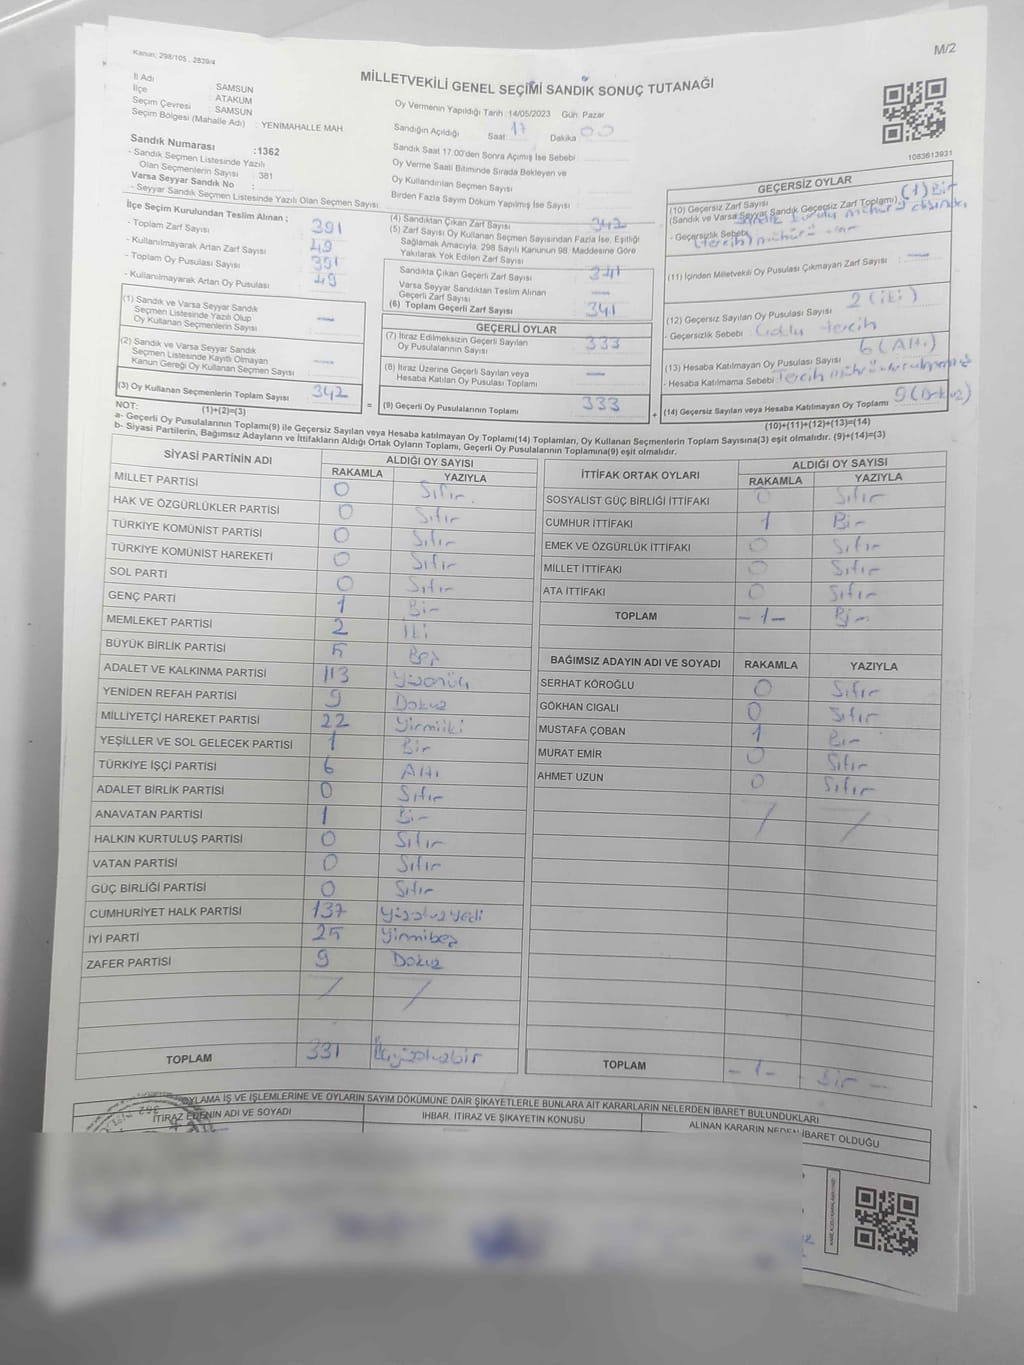 Kanun: 298/105, 2839/4
M/2
MİLLETVEKİLİ GENEL SEÇİMİ SANDIK SONUÇ TUTANAĞI
İl Adı : SAMSUN
İlçe : ATAKUM
Seçim Çevresi : SAMSUN
Seçim Bölgesi (Mahalle Adı) : YENİMAHALLE MAH.
Sandık Numarası :1362
- Sandık Seçmen Listesinde Yazılı
Olan Seçmenlerin Sayısı : 381
Varsa Seyyar Sandık No :
- Seyyar Sandık Seçmen Listesinde Yazılı Olan Seçmen Sayısı
Oy Vermenin Yapıldığı Tarih :14/05/2023 Gün: Pazar
Sandığın Açıldığı Saat: 17 Dakika 00
Sandık Saat 17:00'den Sonra Açılmış İse Sebebi
Oy Verme Saati Bitiminde Sırada Bekleyen ve
Oy Kullandırılan Seçmen Sayısı
Birden Fazla Sayım Döküm Yapılmış İse Sayısı
1083613931
İlçe Seçim Kurulundan Teslim Alınan ;
- Toplam Zarf Sayısı 391
- Kullanılmayarak Artan Zarf Sayısı 49
- Toplam Oy Pusulası Sayısı 391
- Kullanılmayarak Artan Oy Pusulası 49
(1) Sandık ve Varsa Seyyar Sandık
Seçmen Listesinde Yazılı Olup
Oy Kullanan Seçmenlerin Sayısı : —
(2) Sandık ve Varsa Seyyar Sandık
Seçmen Listesinde Kayıtlı Olmayan
Kanun Gereği Oy Kullanan Seçmen Sayısı : —
(3) Oy Kullanan Seçmenlerin Toplam Sayısı 342
(1)+(2)=(3)
(4) Sandıktan Çıkan Zarf Sayısı 342
(5) Zarf Sayısı Oy Kullanan Seçmen Sayısından Fazla İse, Eşitliği
Sağlamak Amacıyla; 298 Sayılı Kanunun 98. Maddesine Göre
Yakılarak Yok Edilen Zarf Sayısı
Sandıkta Çıkan Geçerli Zarf Sayısı : 341
Varsa Seyyar Sandıktan Teslim Alınan
Geçerli Zarf Sayısı : —
(6) Toplam Geçerli Zarf Sayısı : 341
GEÇERLİ OYLAR
(7) İtiraz Edilmeksizin Geçerli Sayılan
Oy Pusulalarının Sayısı : 333
(8) İtiraz Üzerine Geçerli Sayılan veya
Hesaba Katılan Oy Pusulası Toplamı : —
= (9) Geçerli Oy Pusulalarının Toplamı : 333 +
GEÇERSİZ OYLAR
(10) Geçersiz Zarf Sayısı (1) Bir
(Sandık ve Varsa Seyyar Sandık Geçersiz Zarf Toplamı)
- Geçersizlik Sebebi Sandık kurulu mührü dışında
(tercih) mührü olan
(11) İçinden Milletvekili Oy Pusulası Çıkmayan Zarf Sayısı : —
(12) Geçersiz Sayılan Oy Pusulası Sayısı 2 (iki)
- Geçersizlik Sebebi : Çoklu tercih
(13) Hesaba Katılmayan Oy Pusulası Sayısı 6 (Altı)
- Hesaba Katılmama Sebebi : Tercih mührü
(14) Geçersiz Sayılan veya Hesaba Katılmayan Oy Toplamı 9 (Dokuz)
(10)+(11)+(12)+(13)=(14)
NOT:
a- Geçerli Oy Pusulasının Toplamı(9) ile Geçersiz Sayılan veya Hesaba katılmayan Oy Toplamı(14) Toplamları, Oy Kullanan Seçmenlerin Toplam Sayısına(3) eşit olmalıdır. (9)+(14)=(3)
b- Siyasi Partilerin, Bağımsız Adayların ve İttifakların Aldığı Ortak Oyların Toplamı, Geçerli Oy Pusulalarının Toplamına(9) eşit olmalıdır.
SİYASİ PARTİNİN ADI ALDIĞI OY SAYISI
RAKAMLA YAZIYLA
MİLLET PARTİSİ 0 Sıfır
HAK VE ÖZGÜRLÜKLER PARTİSİ 0 Sıfır
TÜRKİYE KOMÜNİST PARTİSİ 0 Sıfır
TÜRKİYE KOMÜNİST HAREKETİ 0 Sıfır
SOL PARTİ 0 Sıfır
GENÇ PARTİ 1 Bir
MEMLEKET PARTİSİ 2 İki
BÜYÜK BİRLİK PARTİSİ 5 Beş
ADALET VE KALKINMA PARTİSİ 113 Yüzonüç
YENİDEN REFAH PARTİSİ 9 Dokuz
MİLLİYETÇİ HAREKET PARTİSİ 22 Yirmiiki
YEŞİLLER VE SOL GELECEK PARTİSİ 1 Bir
TÜRKİYE İŞÇİ PARTİSİ 6 Altı
ADALET BİRLİK PARTİSİ 0 Sıfır
ANAVATAN PARTİSİ 1 Bir
HALKIN KURTULUŞ PARTİSİ 0 Sıfır
VATAN PARTİSİ 0 Sıfır
GÜÇ BİRLİĞİ PARTİSİ 0 Sıfır
CUMHURİYET HALK PARTİSİ 137 Yüzotuzyedi
İYİ PARTİ 25 Yirmibeş
ZAFER PARTİSİ 9 Dokuz
TOPLAM 331 Üçyüzotuzbir
İTTİFAK ORTAK OYLARI ALDIĞI OY SAYISI
RAKAMLA YAZIYLA
SOSYALİST GÜÇ BİRLİĞİ İTTİFAKI 0 Sıfır
CUMHUR İTTİFAKI 1 Bir
EMEK VE ÖZGÜRLÜK İTTİFAKI 0 Sıfır
MİLLET İTTİFAKI 0 Sıfır
ATA İTTİFAKI 0 Sıfır
TOPLAM -1- Bir
BAĞIMSIZ ADAYIN ADI VE SOYADI RAKAMLA YAZIYLA
SERHAT KÖROĞLU 0 Sıfır
GÖKHAN CIGALI 0 Sıfır
MUSTAFA ÇOBAN 1 Bir
MURAT EMİR 0 Sıfır
AHMET UZUN 0 Sıfır
TOPLAM -1- - Bir -
OYLAMA İŞ VE İŞLEMLERİNE VE OYLARIN SAYIM DÖKÜMÜNE DAİR ŞİKAYETLERLE BUNLARA AİT KARARLARIN NELERDEN İBARET BULUNDUKLARI
İTİRAZ EDENİN ADI VE SOYADI İHBAR, İTİRAZ VE ŞİKAYETİN KONUSU ALINAN KARARIN NEDEN İBARET OLDUĞU